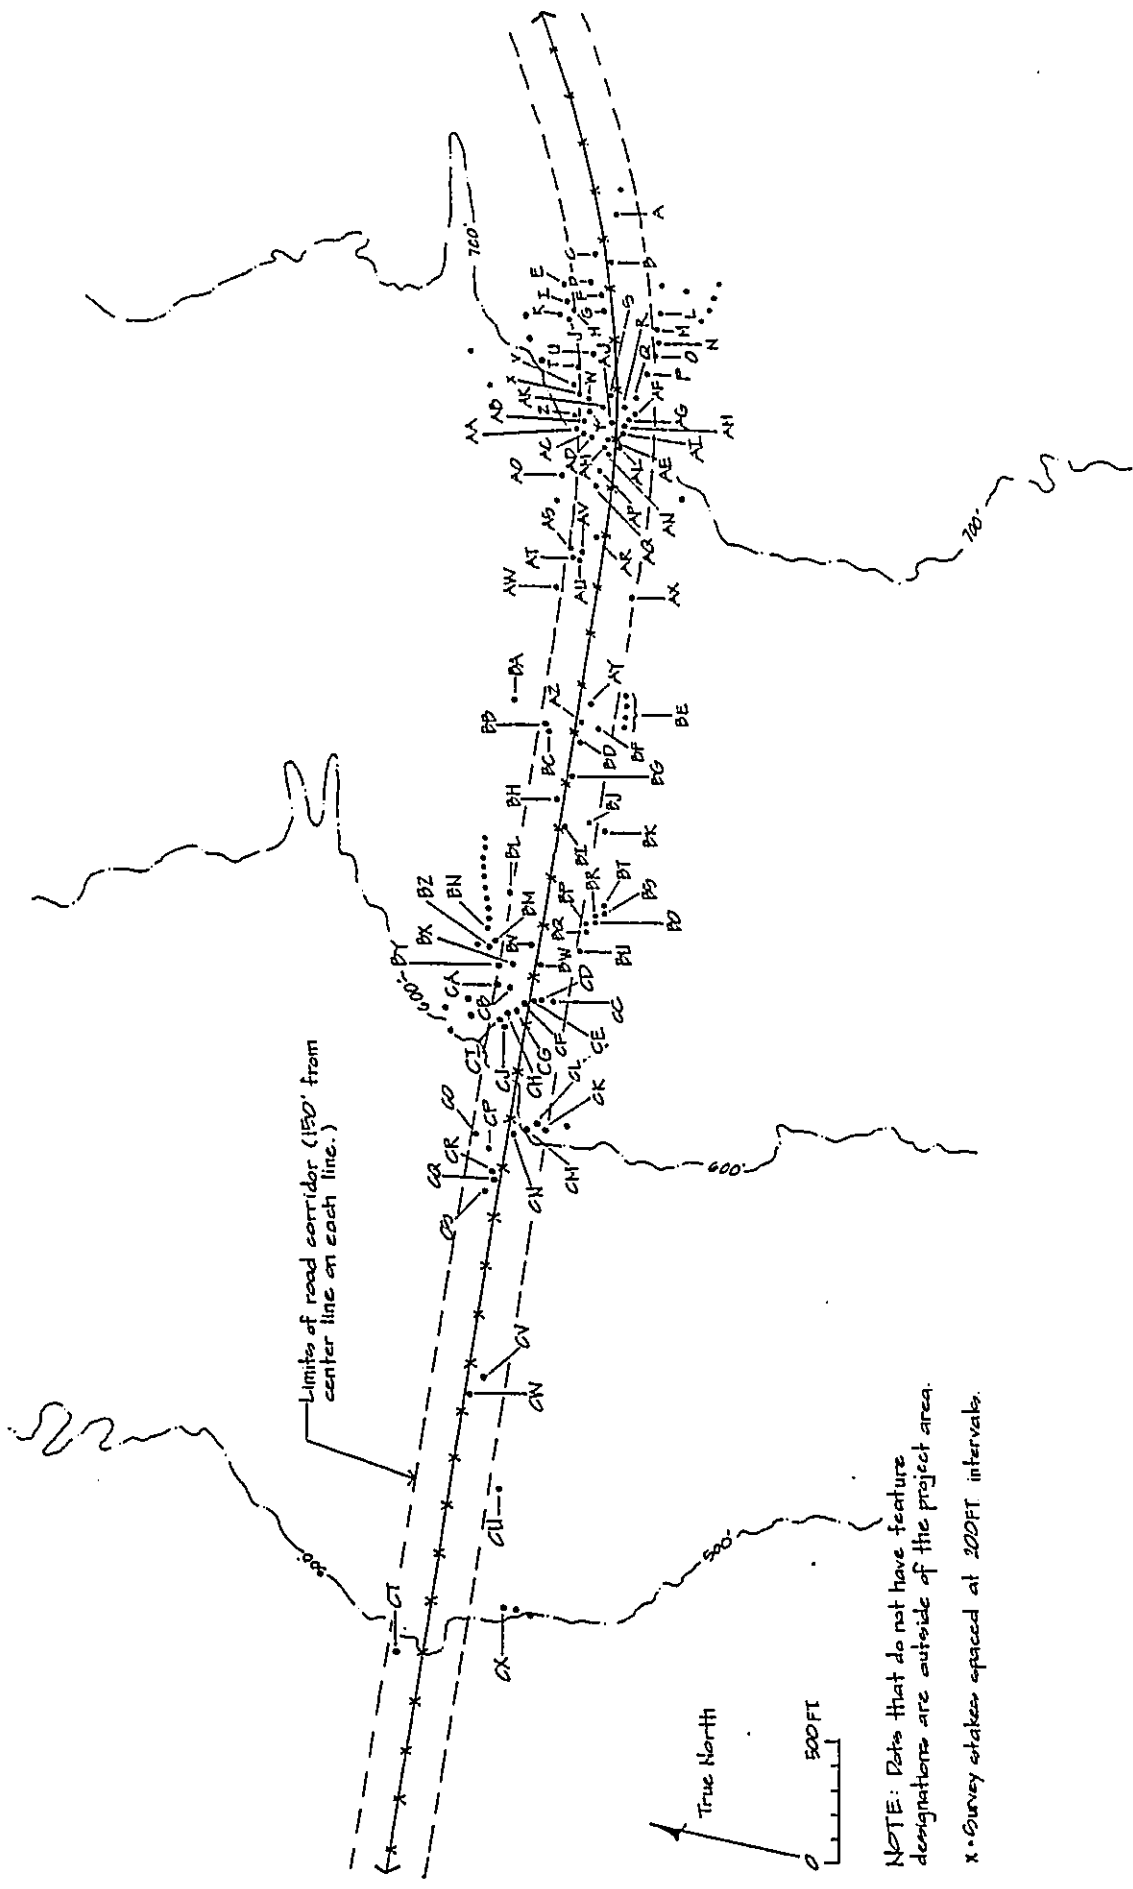 Limits of road corridor (150' from
center line on each line.)
700'
700'
600'
600'
500'
500'
A
B
C
D
E
F
G
H
I
J
K
L
M
N
O
P
Q
R
S
T
U
V
W
X
Y
Z
AA
AB
AC
AD
AE
AF
AG
AH
AI
AJ
AK
AL
AM
AN
AO
AP
AQ
AR
AS
AT
AU
AV
AW
AX
AY
AZ
BA
BB
BC
BD
BE
BF
BG
BH
BI
BJ
BK
BL
BM
BN
BO
BP
BQ
BR
BS
BT
BU
BV
BW
BX
BY
BZ
CA
CB
CC
CD
CE
CF
CG
CH
CI
CJ
CK
CL
CM
CN
CO
CP
CQ
CR
CS
CT
CU
CV
CW
CX
True North
0 500FT
NOTE: Dots that do not have feature
designations are outside of the project area.
x = Survey stakes spaced at 200FT intervals.